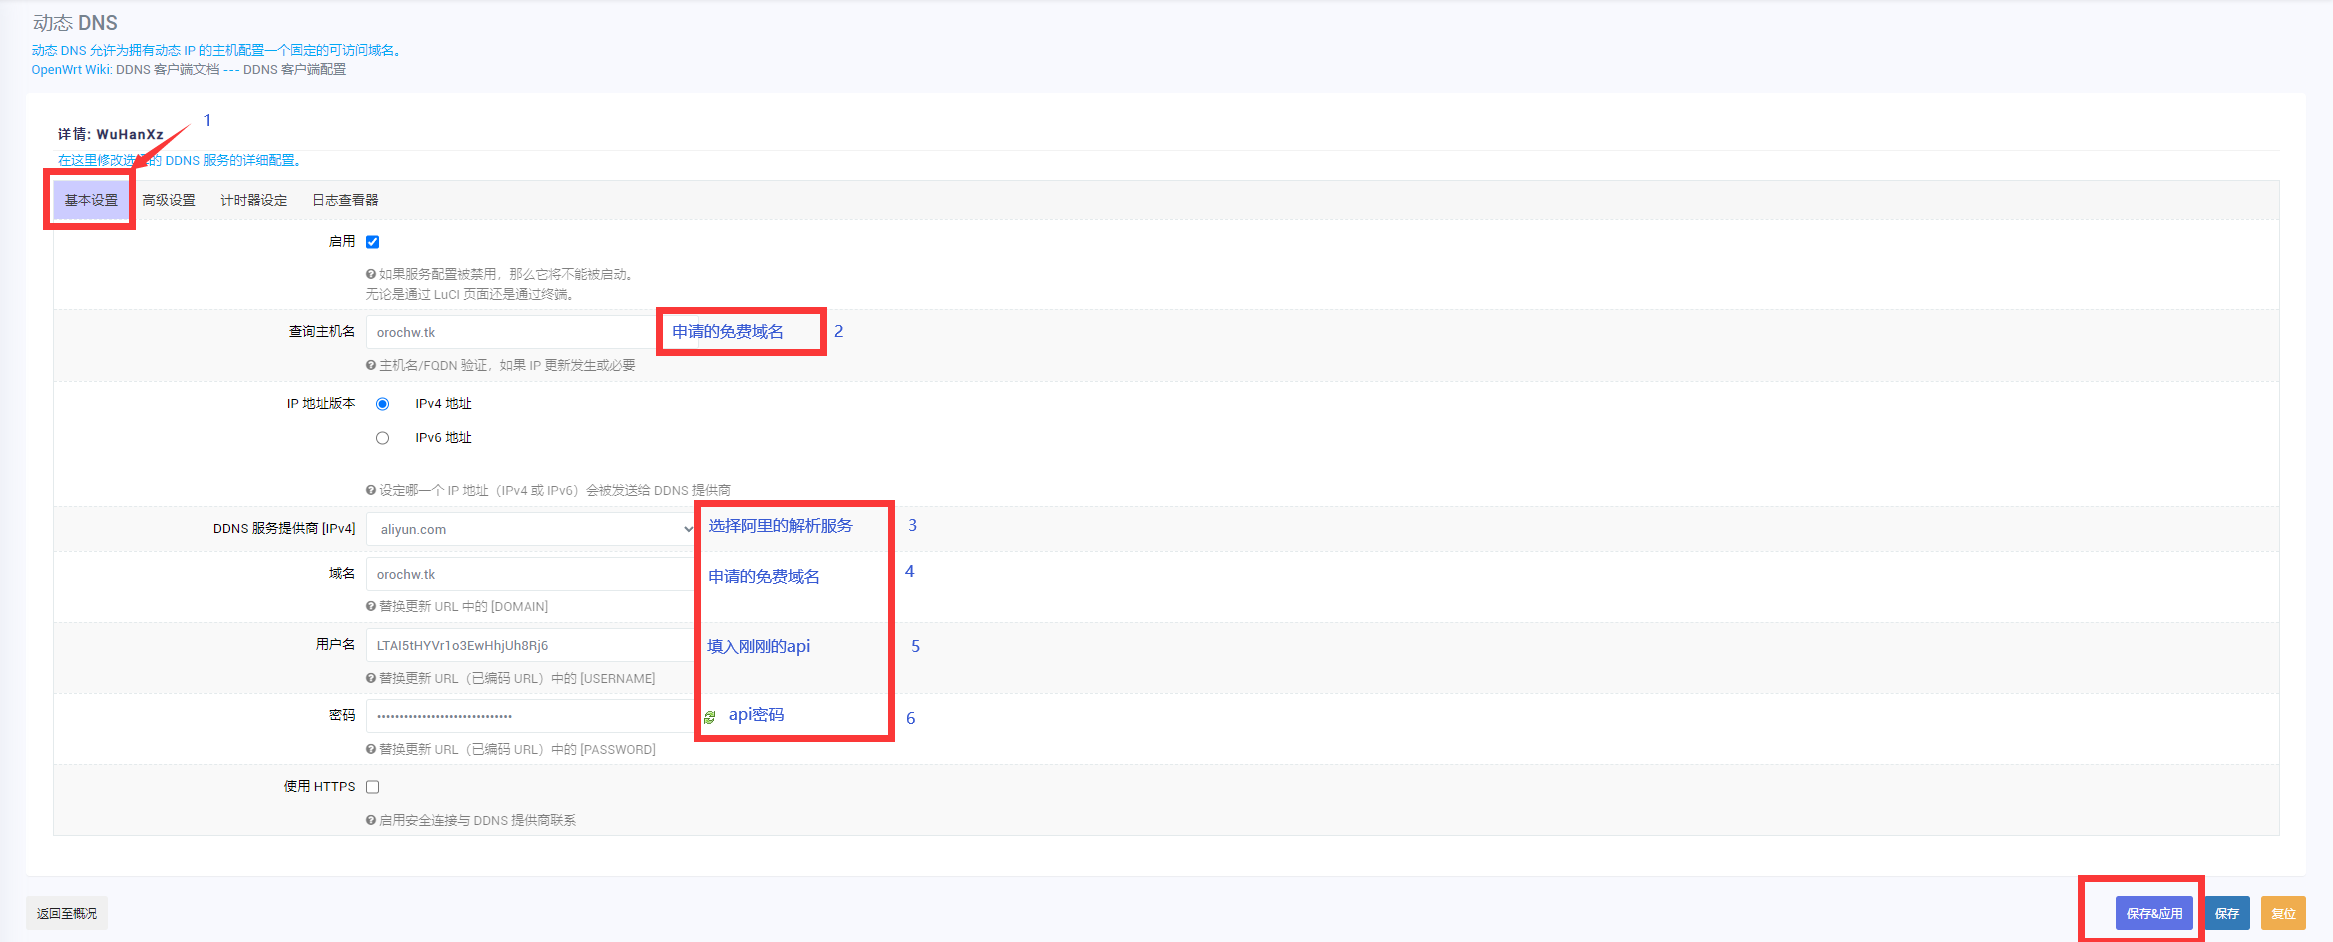 动态 DNS
动态 DNS 允许为拥有动态 IP 的主机配置一个固定的可访问域名。
OpenWrt Wiki: DDNS 客户端文档 --- DDNS 客户端配置
1
详情: WuHanXz
在这里修改选择的 DDNS 服务的详细配置。
基本设置 高级设置 计时器设定 日志查看器
启用
如果服务配置被禁用，那么它将不能被启动。
无论是通过 LuCI 页面还是通过终端。
查询主机名 orochw.tk 申请的免费域名 2
主机名/FQDN 验证，如果 IP 更新发生或必要
IP 地址版本 IPv4 地址
IPv6 地址
设定哪一个 IP 地址（IPv4 或 IPv6）会被发送给 DDNS 提供商
DDNS 服务提供商 [IPv4] aliyun.com 选择阿里的解析服务 3
域名 orochw.tk 申请的免费域名 4
替换更新 URL 中的 [DOMAIN]
用户名 LTAI5tHYVr1o3EwHhjUh8Rj6 填入刚刚的api 5
替换更新 URL（已编码 URL）中的 [USERNAME]
密码 •••••••••••••••••••••••••••••• api密码 6
替换更新 URL（已编码 URL）中的 [PASSWORD]
使用 HTTPS
启用安全连接与 DDNS 提供商联系
返回至概况 保存&应用 保存 复位